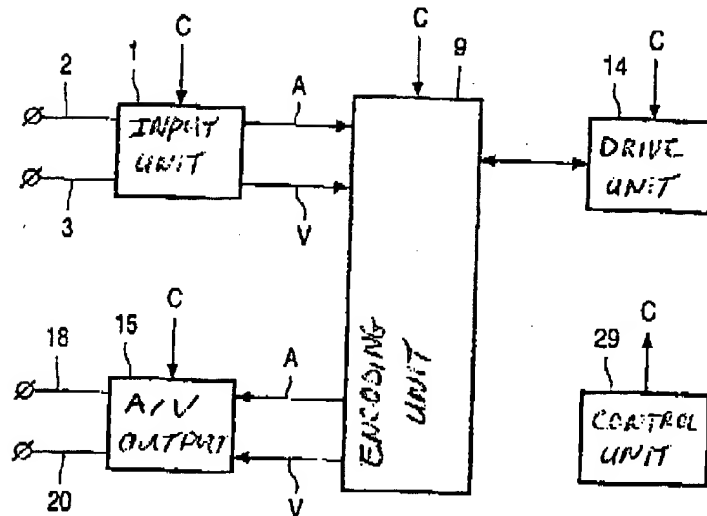 C
C
9
C
2
1
A
14
INPUT
UNIT
DRIVE
UNIT
3
V
C
C
18
15
A
29
A/V
OUTPUT
ENCODING
UNIT
CONTROL
UNIT
20
V